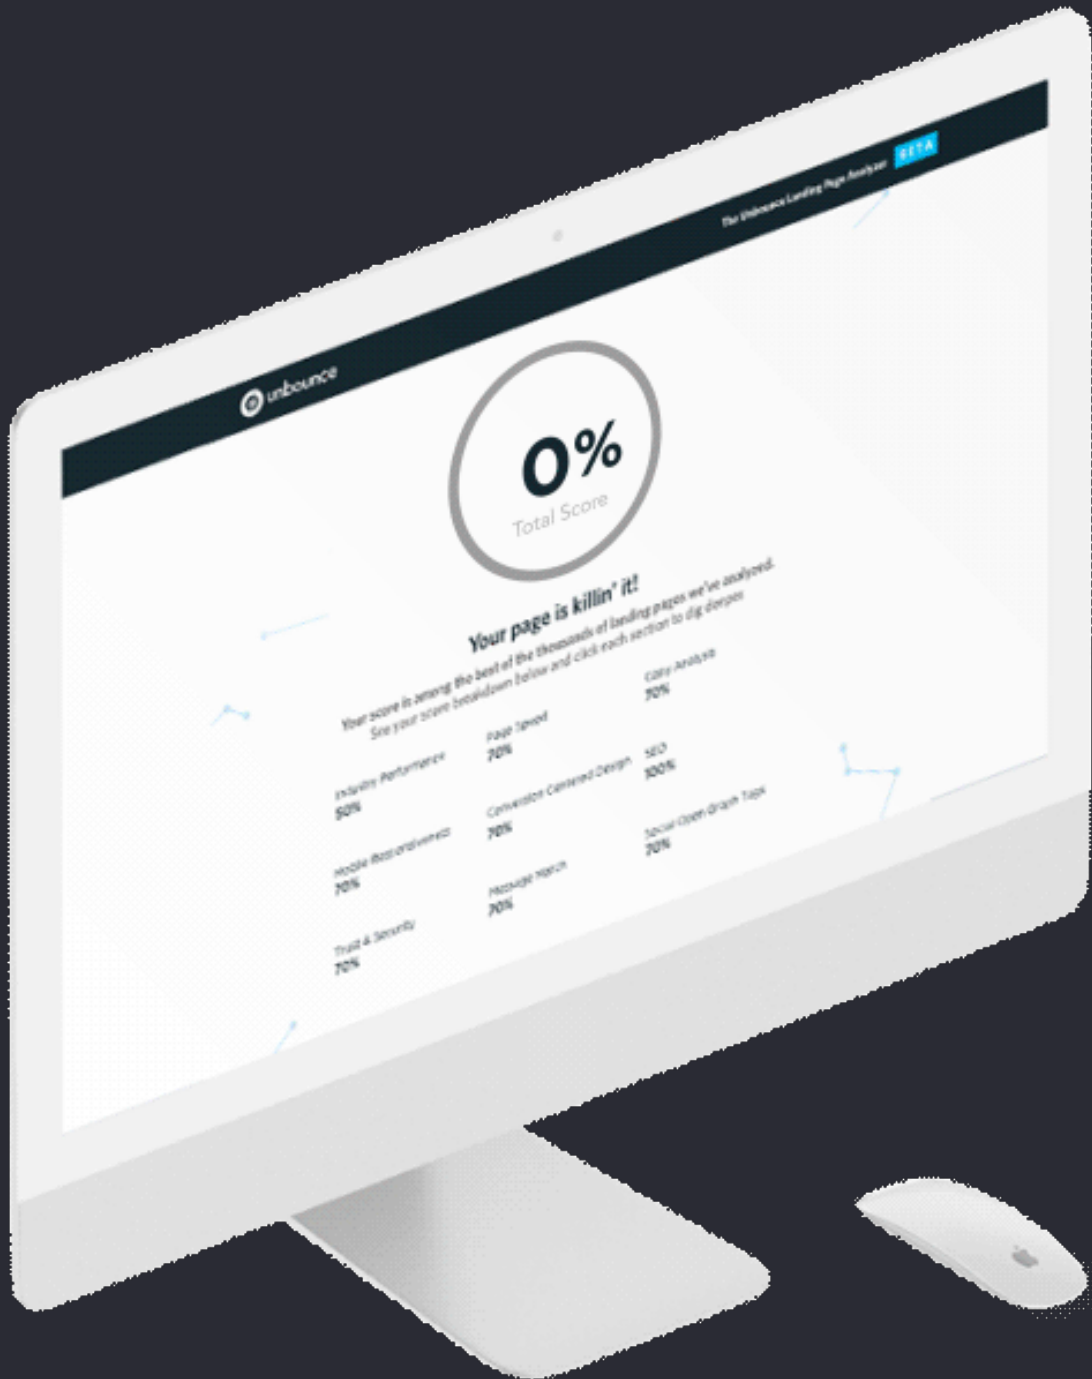 unbounce
The Unbounce Landing Page Analyzer
BETA
0%
Total Score
Your page is killin' it!
Your score is among the best of the thousands of landing pages we've analyzed.
See your score breakdown below and click each section to dig deeper
Industry Performance
50%
Page Speed
70%
Copy Analysis
70%
Mobile Responsiveness
70%
Conversion Centered Design
70%
SEO
100%
Trust & Security
70%
Message Match
70%
Social Open Graph Tags
70%